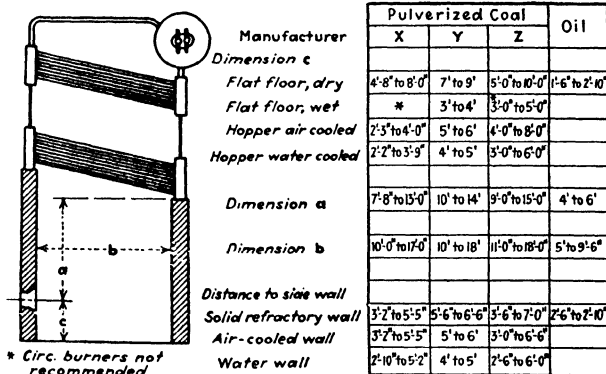 Pulverized Coal Oil
Manufacturer X Y Z
Dimension c
Flat floor, dry 4'-8" to 8'-0" 7' to 9' 5'-0" to 10'-0" 1'-6" to 2'-10"
Flat floor, wet * 3' to 4' *3'-0" to 5'-0"
Hopper air cooled 2'-3" to 4'-0" 5' to 6' 4'-0" to 8'-0"
Hopper water cooled 2'-2" to 3'-9" 4' to 5' 3'-0" to 6'-0"
Dimension a 7'-8" to 13'-0" 10' to 14' 9'-0" to 15'-0" 4' to 6'
Dimension b 10'-0" to 17'-0" 10' to 18' 11'-0" to 18'-0" 5' to 9'-6"
Distance to side wall
Solid refractory wall 3'-2" to 5'-5" 5'-6" to 6'-6" 3'-6" to 7'-0" 2'-6" to 2'-10"
Air-cooled wall 3'-2" to 5'-5" 5' to 6' 3'-0" to 6'-6"
Water wall 2'-10" to 5'-2" 4' to 5' 2'-6" to 6'-0"
a
b
c
* Circ. burners not
recommended